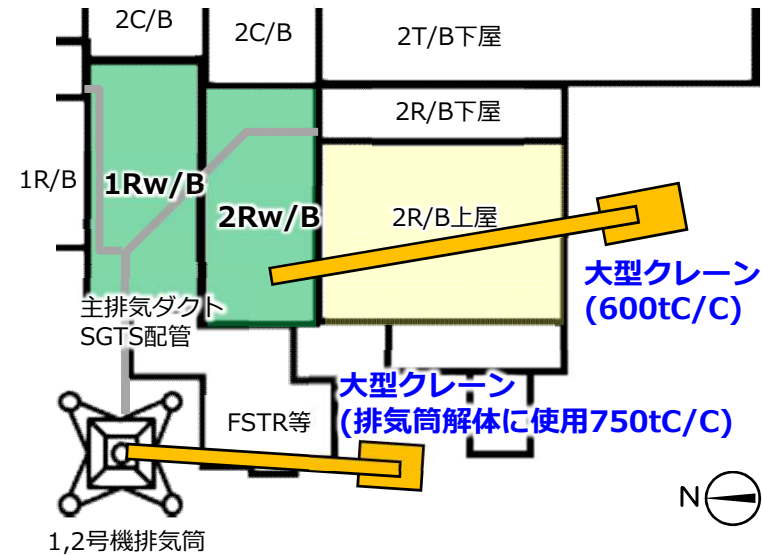 2C/B
2C/B
2T/B下屋
2R/B下屋
1R/B
1Rw/B
2Rw/B
2R/B上屋
大型クレーン
(600tC/C)
主排気ダクト
SGTS配管
大型クレーン
(排気筒解体に使用750tC/C)
FSTR等
N
1,2号機排気筒